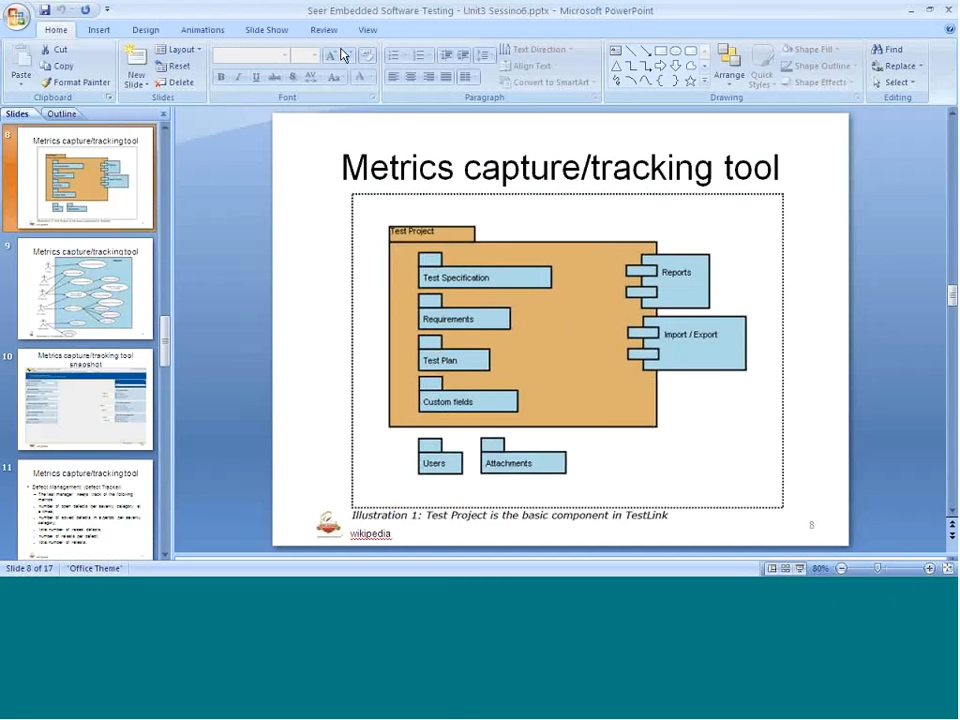 Seer Embedded Software Testing - Unit3 Sessino6.pptx - Microsoft PowerPoint
Home Insert Design Animations Slide Show Review View
Paste
Cut
Copy
Format Painter
Clipboard
New
Slide
Layout
Reset
Delete
Slides
Font
Text Direction
Align Text
Convert to SmartArt
Paragraph
Arrange
Quick
Styles
Shape Fill
Shape Outline
Shape Effects
Drawing
Find
Replace
Select
Editing
Slides Outline
8
Metrics capture/tracking tool
9
Metrics capture/tracking tool
10
Metrics capture/tracking tool
snapshot
11
Metrics capture/tracking tool
Defect Management (defect Tracker)
Metrics capture/tracking tool
Test Project
Test Specification
Requirements
Test Plan
Custom fields
Reports
Import / Export
Users
Attachments
Illustration 1: Test Project is the basic component in TestLink
wikipedia
8
Slide 8 of 17
"Office Theme"
80%